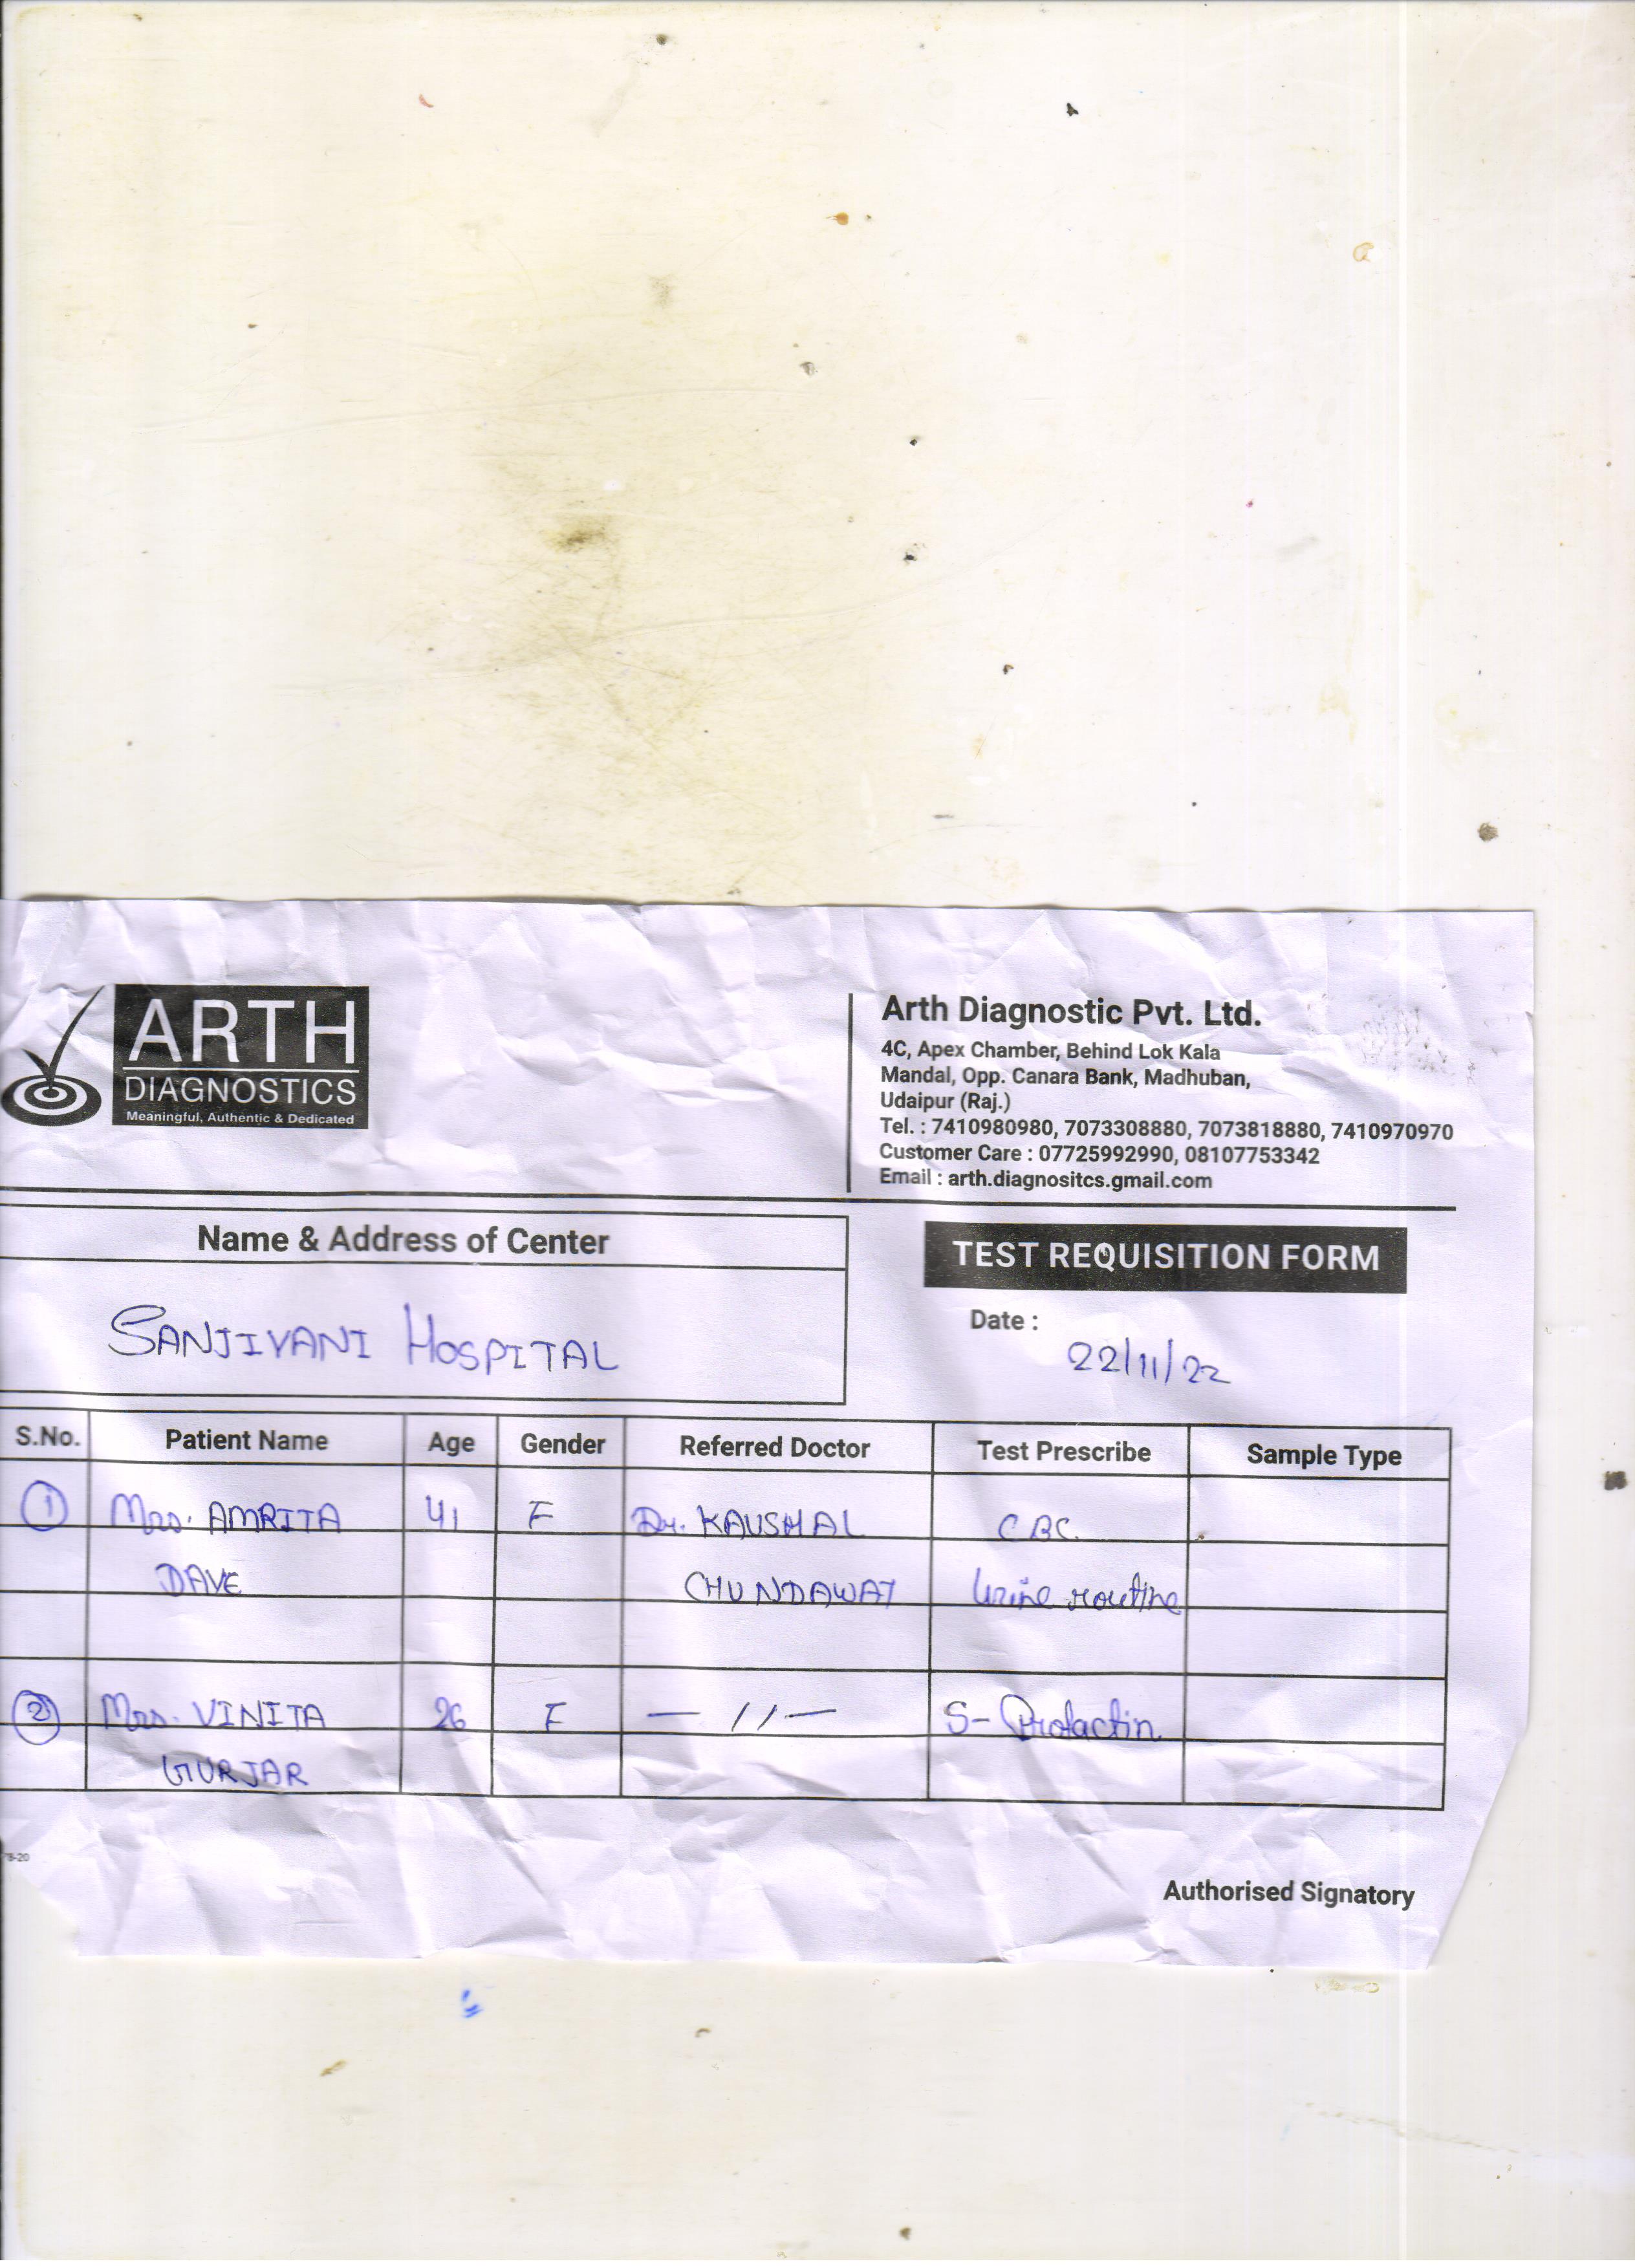 ARTH
DIAGNOSTICS
Meaningful, Authentic & Dedicated
Arth Diagnostic Pvt. Ltd.
4C, Apex Chamber, Behind Lok Kala
Mandal, Opp. Canara Bank, Madhuban,
Udaipur (Raj.)
Tel. : 7410980980, 7073308880, 7073818880, 7410970970
Customer Care : 07725992990, 08107753342
Email : arth.diagnositcs.gmail.com
Name & Address of Center
SANJIVANI HOSPITAL
TEST REQUISITION FORM
Date :
22/11/22
S.No. Patient Name Age Gender Referred Doctor Test Prescribe Sample Type
1 Mrs. AMRITA 41 F Dr. KAUSHAL CBC
DAVE CHUNDAWAT Urine routine
2 Mrs. VINITA 26 F — 11 — S- Prolactin
GURJAR
78-20
Authorised Signatory